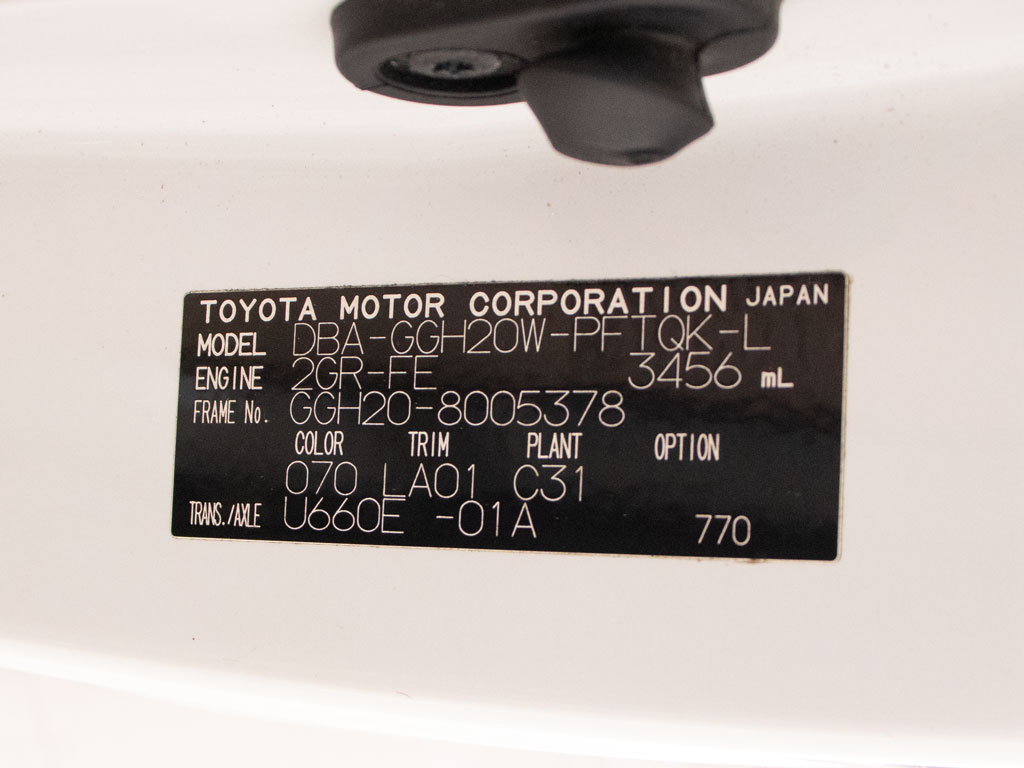 TOYOTA MOTOR CORPORATION JAPAN
MODEL DBA-GGH20W-PFTQK-L
ENGINE 2GR-FE 3456 mL
FRAME No. GGH20-8005378
COLOR TRIM PLANT OPTION
070 LA01 C31
TRANS./AXLE U660E -01A 770